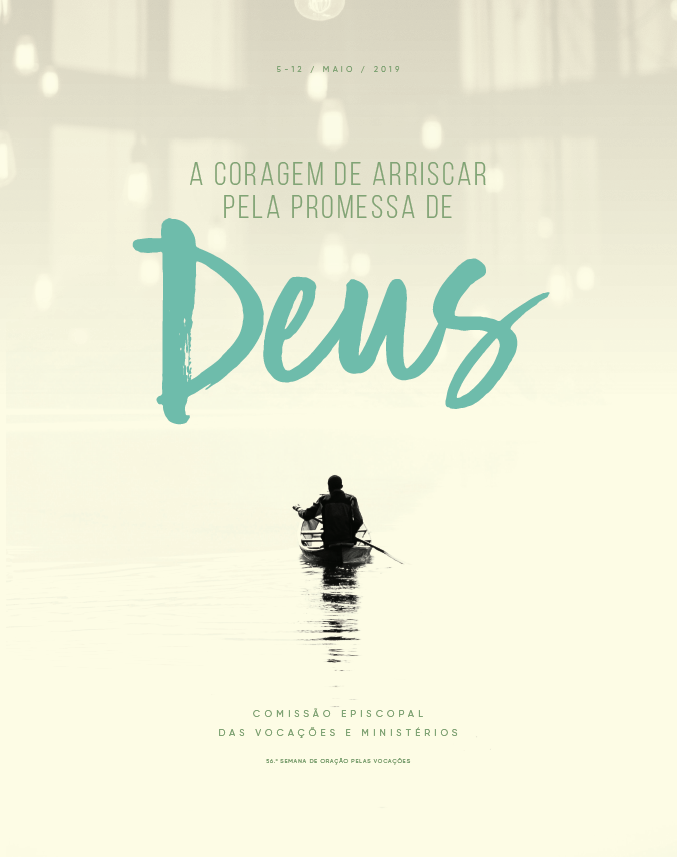 5-12 / MAIO / 2019
A CORAGEM DE ARRISCAR
PELA PROMESSA DE
Deus
COMISSÃO EPISCOPAL
DAS VOCAÇÕES E MINISTÉRIOS
56.ª SEMANA DE ORAÇÃO PELAS VOCAÇÕES